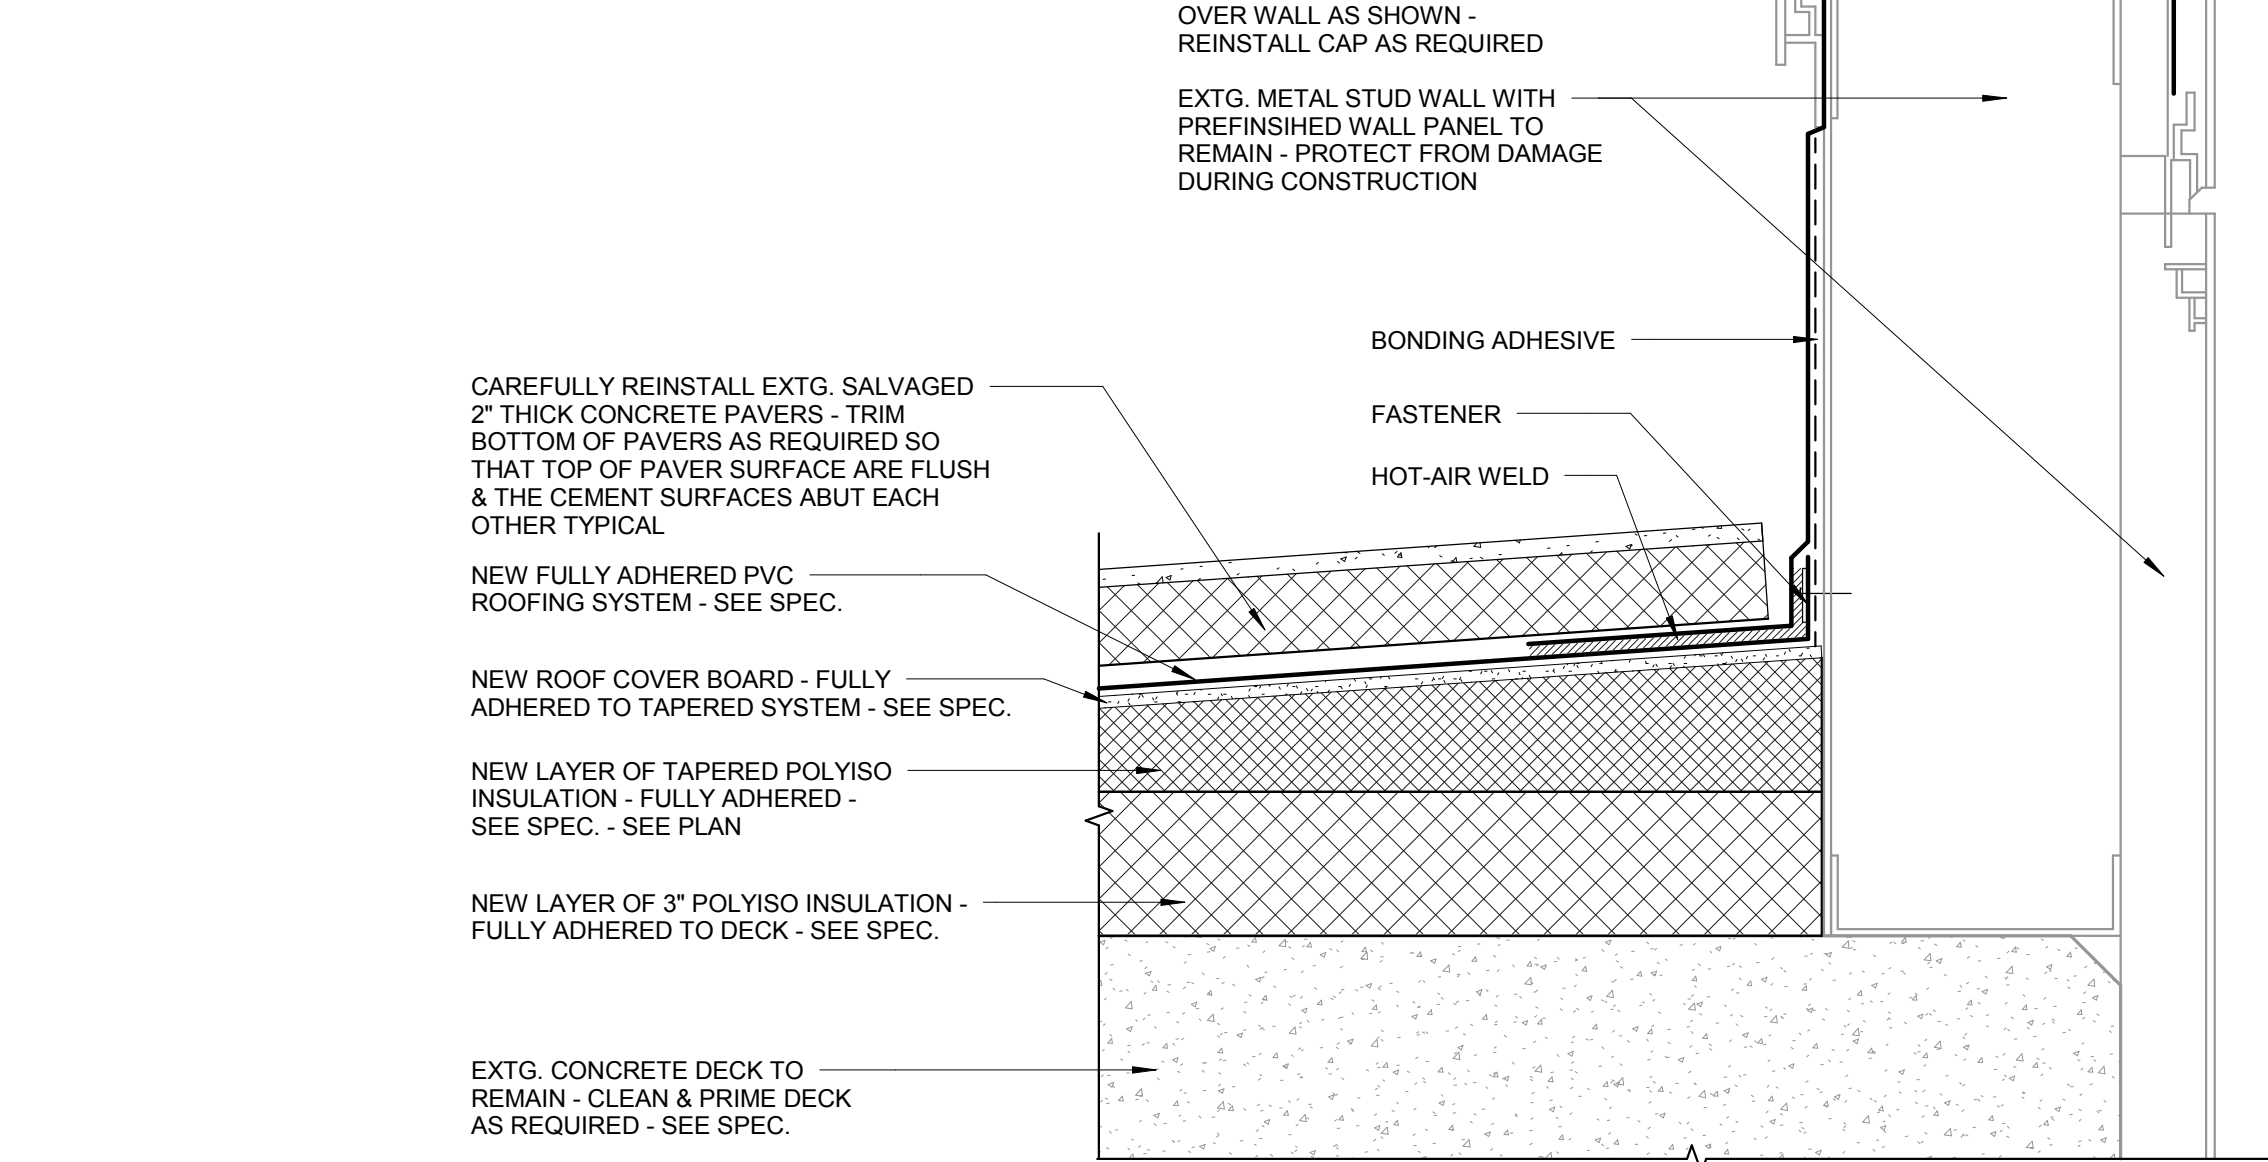 OVER WALL AS SHOWN -
REINSTALL CAP AS REQUIRED
EXTG. METAL STUD WALL WITH
PREFINSIHED WALL PANEL TO
REMAIN - PROTECT FROM DAMAGE
DURING CONSTRUCTION
BONDING ADHESIVE
FASTENER
HOT-AIR WELD
CAREFULLY REINSTALL EXTG. SALVAGED
2" THICK CONCRETE PAVERS - TRIM
BOTTOM OF PAVERS AS REQUIRED SO
THAT TOP OF PAVER SURFACE ARE FLUSH
& THE CEMENT SURFACES ABUT EACH
OTHER TYPICAL
NEW FULLY ADHERED PVC
ROOFING SYSTEM - SEE SPEC.
NEW ROOF COVER BOARD - FULLY
ADHERED TO TAPERED SYSTEM - SEE SPEC.
NEW LAYER OF TAPERED POLYISO
INSULATION - FULLY ADHERED -
SEE SPEC. - SEE PLAN
NEW LAYER OF 3" POLYISO INSULATION -
FULLY ADHERED TO DECK - SEE SPEC.
EXTG. CONCRETE DECK TO
REMAIN - CLEAN & PRIME DECK
AS REQUIRED - SEE SPEC.